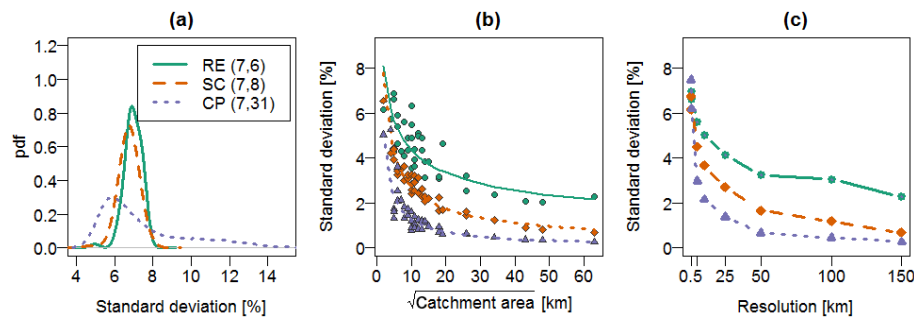 (a) (b) (c)
RE (7,6)
SC (7,8)
CP (7,31)
pdf
0.0 0.2 0.4 0.6 0.8 1.0 1.2
4 6 8 10 12 14
Standard deviation [%]
Standard deviation [%]
0 2 4 6 8
0 10 20 30 40 50 60
√Catchment area [km]
Standard deviation [%]
0 2 4 6 8
0.5 5 25 50 100 150
Resolution [km]